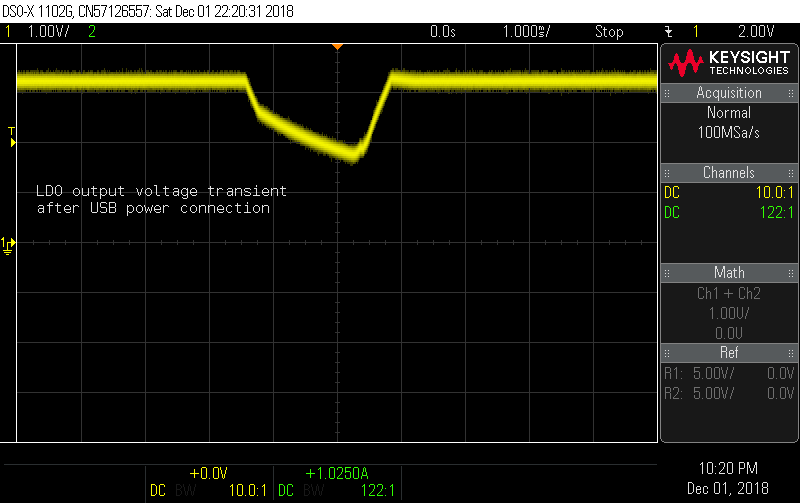 DSO-X 1102G, CN57126557: Sat Dec 01 22:20:31 2018
1 1.00V/ 2 0.0s 1.000ms/ Stop 1 2.00V
KEYSIGHT
TECHNOLOGIES
Acquisition
Normal
100MSa/s
Channels
DC 10.0:1
DC 122:1
T
LDO output voltage transient
after USB power connection
1
Math
Ch1 + Ch2
1.00V/
0.0V
Ref
R1: 5.00V/ 0.0V
R2: 5.00V/ 0.0V
+0.0V +1.0250A
DC BW 10.0:1 DC BW 122:1
10:20 PM
Dec 01, 2018